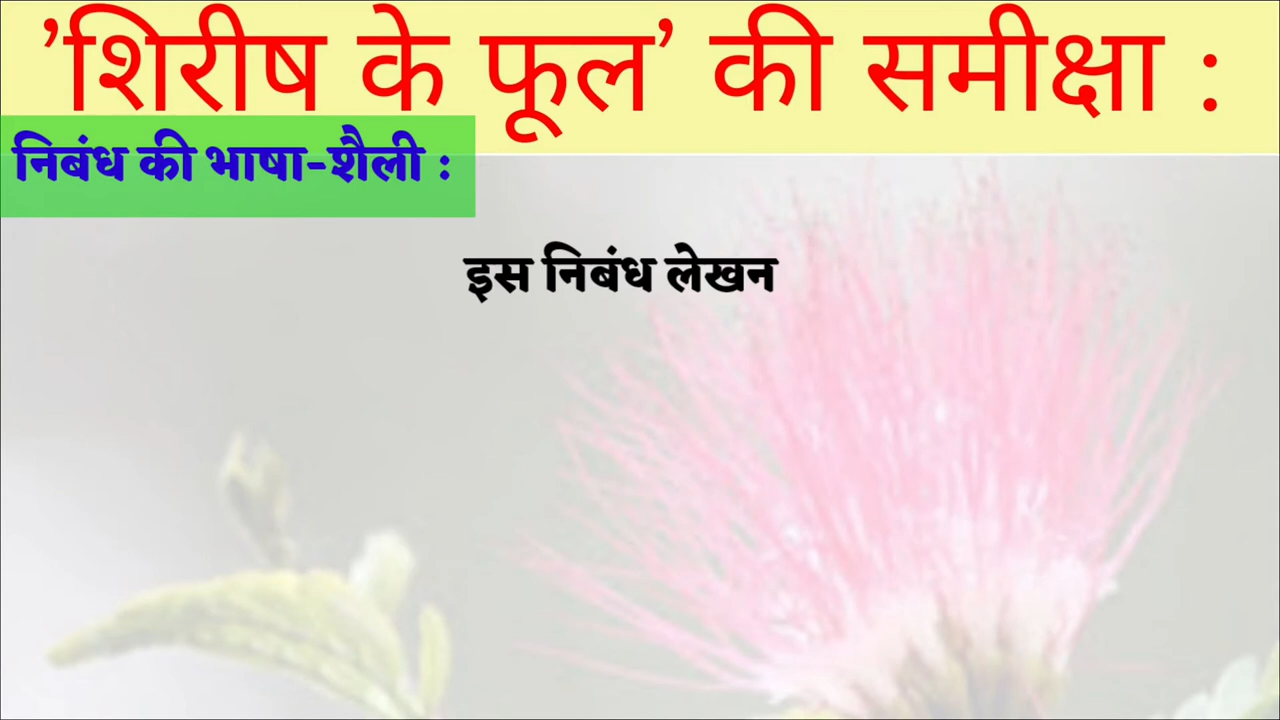 ’शिरीष के फूल’ की समीक्षा :
निबंध की भाषा-शैली :
इस निबंध लेखन